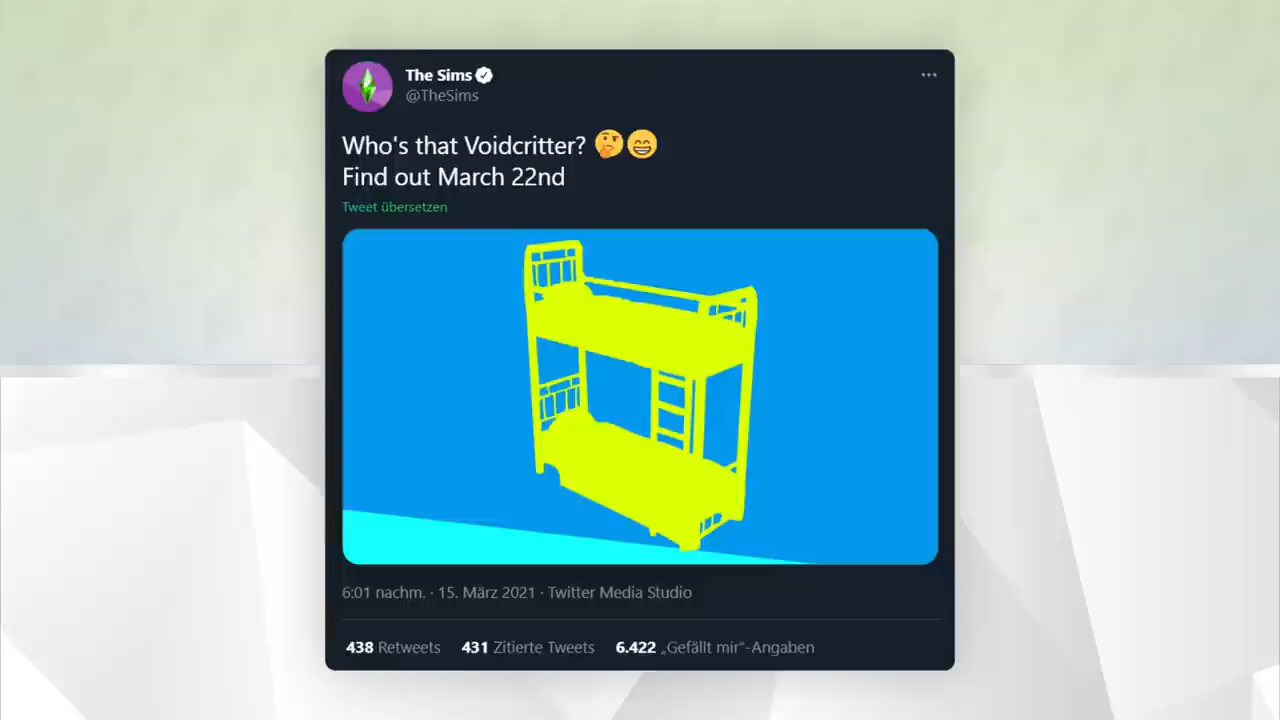 The Sims
@TheSims
Who's that Voidcritter? 🤔😄
Find out March 22nd
Tweet übersetzen
6:01 nachm. · 15. März 2021 · Twitter Media Studio
438 Retweets 431 Zitierte Tweets 6.422 „Gefällt mir“-Angaben